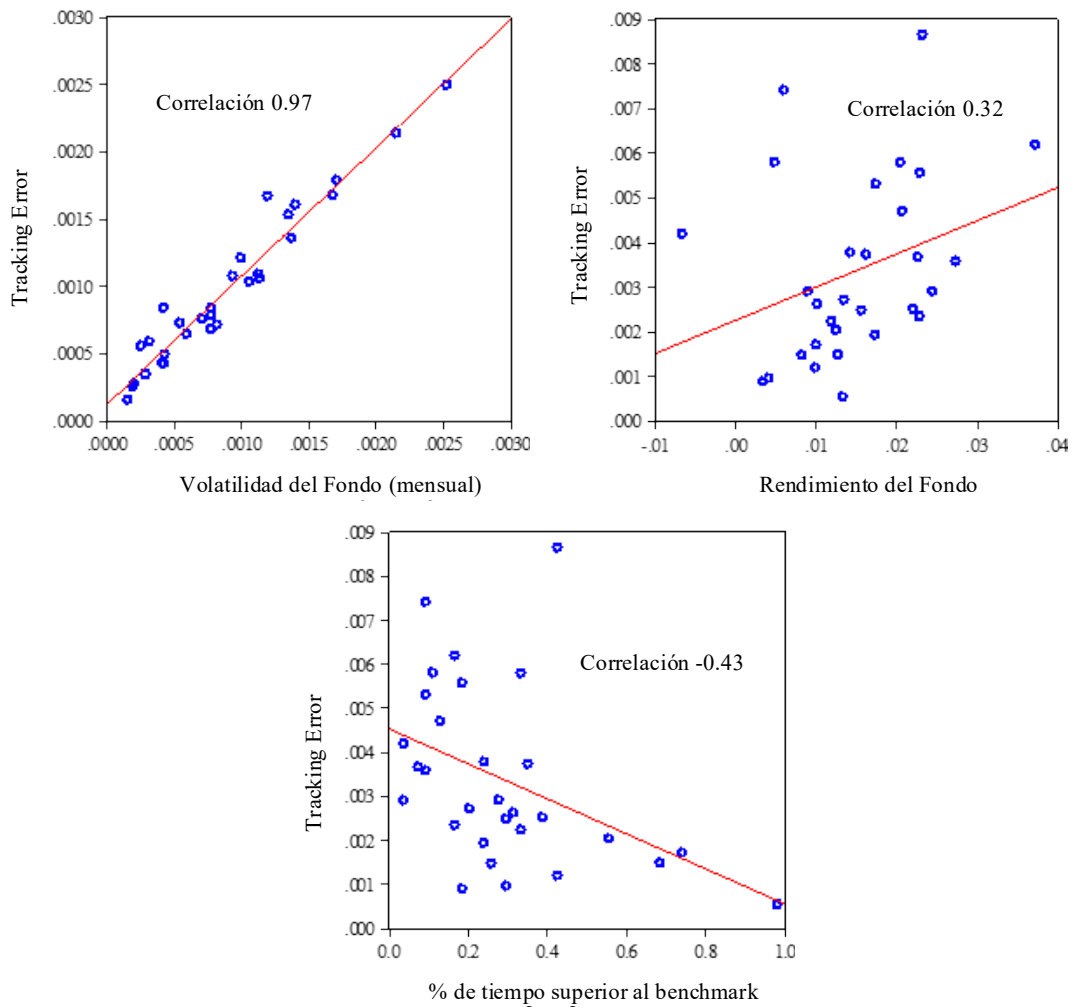 .0030
.0025
.0020
.0015
.0010
.0005
.0000
Tracking Error
Correlación 0.97
.0000 .0005 .0010 .0015 .0020 .0025 .0030
Volatilidad del Fondo (mensual)
.009
.008
.007
.006
.005
.004
.003
.002
.001
.000
Tracking Error
Correlación 0.32
-.01 .00 .01 .02 .03 .04
Rendimiento del Fondo
.009
.008
.007
.006
.005
.004
.003
.002
.001
.000
Tracking Error
Correlación -0.43
0.0 0.2 0.4 0.6 0.8 1.0
% de tiempo superior al benchmark